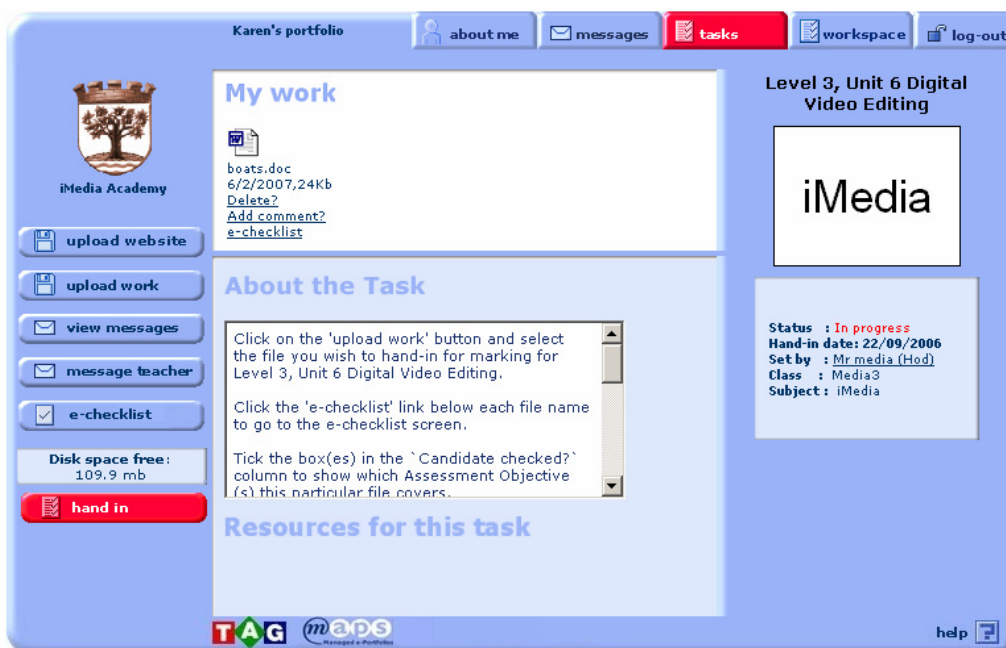 Karen's portfolio
about me
messages
tasks
workspace
log-out
iMedia Academy
upload website
upload work
view messages
message teacher
e-checklist
Disk space free:
109.9 mb
hand in
My work
boats.doc
6/2/2007,24Kb
Delete?
Add comment?
e-checklist
About the Task
Click on the 'upload work' button and select
the file you wish to hand-in for marking for
Level 3, Unit 6 Digital Video Editing.
Click the 'e-checklist' link below each file name
to go to the e-checklist screen.
Tick the box(es) in the `Candidate checked?`
column to show which Assessment Objective
(s) this particular file covers.
Resources for this task
Level 3, Unit 6 Digital
Video Editing
iMedia
Status : In progress
Hand-in date: 22/09/2006
Set by : Mr media (Hod)
Class : Media3
Subject : iMedia
TAG
maps
Managed e-Portfolios
help ?